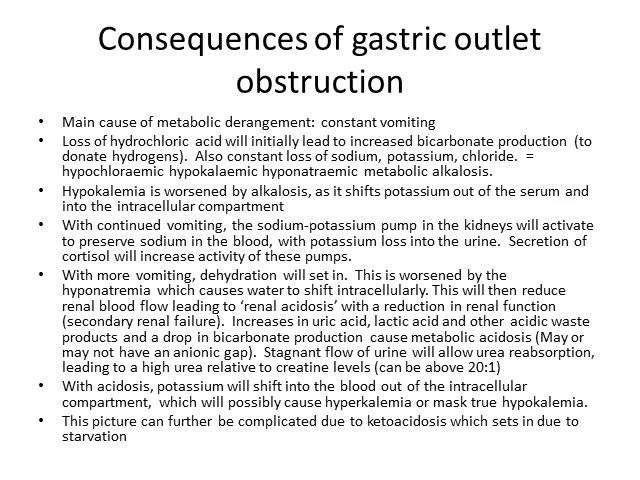 Consequences of gastric outlet
obstruction
• Main cause of metabolic derangement: constant vomiting
• Loss of hydrochloric acid will initially lead to increased bicarbonate production (to
donate hydrogens). Also constant loss of sodium, potassium, chloride. =
hypochloraemic hypokalaemic hyponatraemic metabolic alkalosis.
• Hypokalemia is worsened by alkalosis, as it shifts potassium out of the serum and
into the intracellular compartment
• With continued vomiting, the sodium-potassium pump in the kidneys will activate
to preserve sodium in the blood, with potassium loss into the urine. Secretion of
cortisol will increase activity of these pumps.
• With more vomiting, dehydration will set in. This is worsened by the
hyponatremia which causes water to shift intracellularly. This will then reduce
renal blood flow leading to ‘renal acidosis’ with a reduction in renal function
(secondary renal failure). Increases in uric acid, lactic acid and other acidic waste
products and a drop in bicarbonate production cause metabolic acidosis (May or
may not have an anionic gap). Stagnant flow of urine will allow urea reabsorption,
leading to a high urea relative to creatine levels (can be above 20:1)
• With acidosis, potassium will shift into the blood out of the intracellular
compartment, which will possibly cause hyperkalemia or mask true hypokalemia.
• This picture can further be complicated due to ketoacidosis which sets in due to
starvation